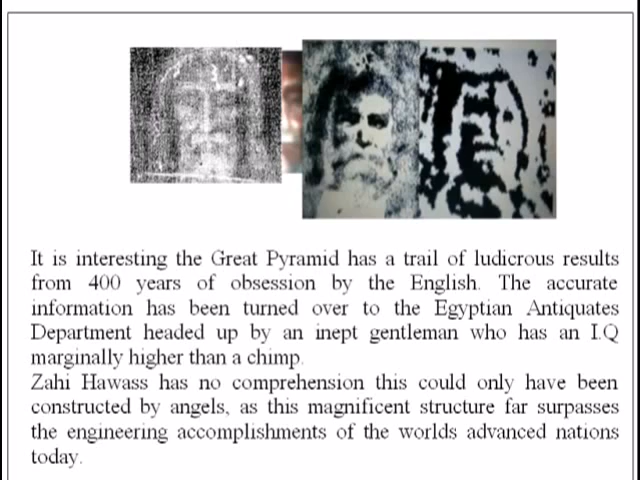 It is interesting the Great Pyramid has a trail of ludicrous results
from 400 years of obsession by the English. The accurate
information has been turned over to the Egyptian Antiquates
Department headed up by an inept gentleman who has an I.Q
marginally higher than a chimp.
Zahi Hawass has no comprehension this could only have been
constructed by angels, as this magnificent structure far surpasses
the engineering accomplishments of the worlds advanced nations
today.